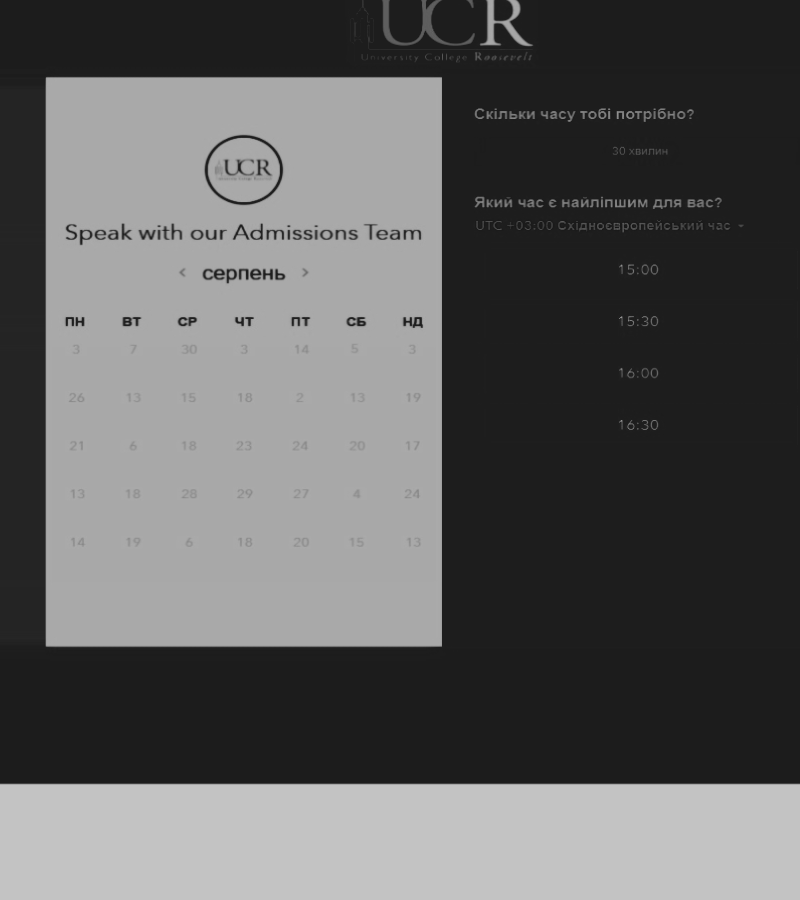 UCR
University College Roosevelt
UCR
Speak with our Admissions Team
< серпень >
ПН ВТ СР ЧТ ПТ СБ НД
3 7 30 3 14 5 3
26 13 15 18 2 13 19
21 6 18 23 24 20 17
13 18 28 29 27 4 24
14 19 6 18 20 15 13
Скільки часу тобі потрібно?
30 хвилин
Який час є найліпшим для вас?
UTC +03:00 Східноєвропейський час
15:00
15:30
16:00
16:30